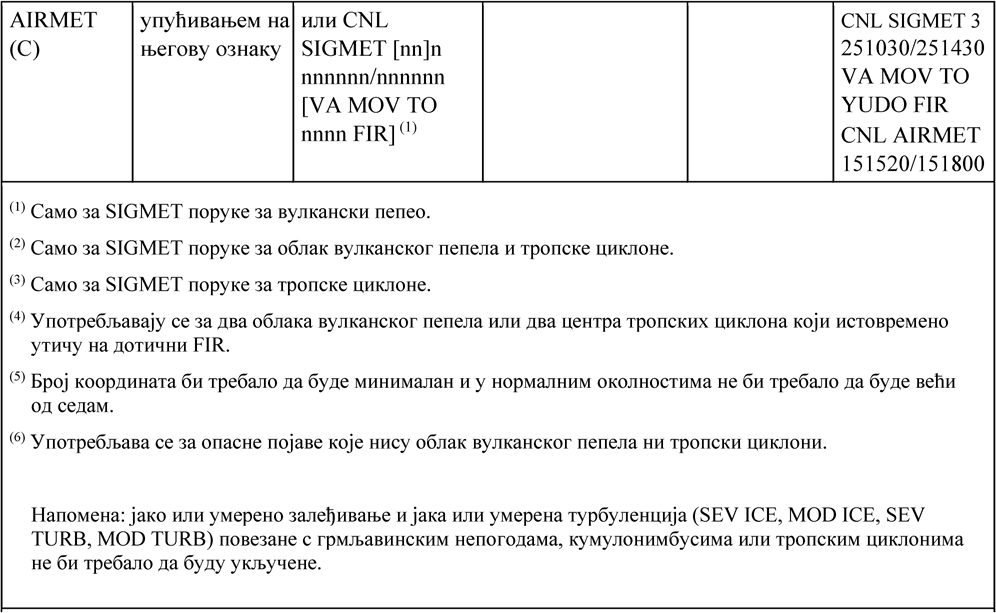 AIRMET
(C)
упућивањем на
његову ознаку
или CNL
SIGMET [nn]n
nnnnnn/nnnnnn
[VA MOV TO
nnnn FIR] (1)
CNL SIGMET 3
251030/251430
VA MOV TO
YUDO FIR
CNL AIRMET
151520/151800
(1) Само за SIGMET поруке за вулкански пепео.
(2) Само за SIGMET поруке за облак вулканског пепела и тропске циклоне.
(3) Само за SIGMET поруке за тропске циклоне.
(4) Употребљавају се за два облака вулканског пепела или два центра тропских циклона који истовремено
утичу на дотични FIR.
(5) Број координата би требало да буде минималан и у нормалним околностима не би требало да буде већи
од седам.
(6) Употребљава се за опасне појаве које нису облак вулканског пепела ни тропски циклони.
Напомена: јако или умерено залеђивање и јака или умерена турбуленција (SEV ICE, MOD ICE, SEV
TURB, MOD TURB) повезане с грмљавинским непогодама, кумулонимбусима или тропским циклонима
не би требало да буду укључене.